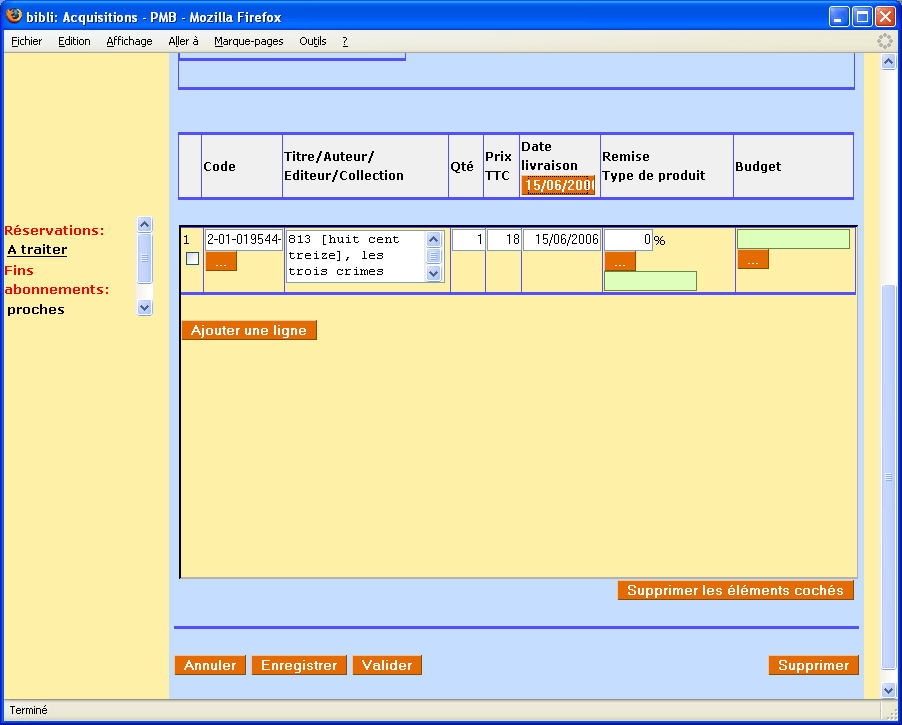 bibli: Acquisitions - PMB - Mozilla Firefox
Fichier Edition Affichage Aller à Marque-pages Outils ?
Code
Titre/Auteur/
Editeur/Collection
Qté
Prix
TTC
Date
livraison
15/06/200
Remise
Type de produit
Budget
Réservations:
A traiter
Fins
abonnements:
proches
1
2-01-019544-
...
813 [huit cent
treize], les
trois crimes
1
18
15/06/2006
0 %
...
...
Ajouter une ligne
Supprimer les éléments cochés
Annuler Enregistrer Valider Supprimer
Terminé